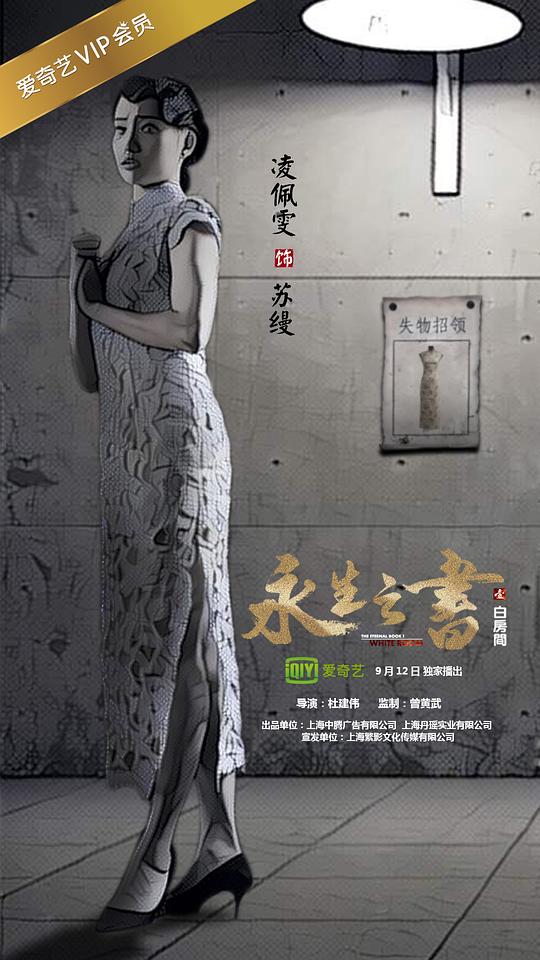 爱奇艺VIP会员
凌佩雯
饰
苏缦
失物招领
永生之書
壹
白房間
THE ETERNAL BOOK 1
WHITE ROOM
iQIYI 爱奇艺 9月12日 独家播出
导演：杜建伟 监制：曾黄武
出品单位：上海中腾广告有限公司 上海丹瑶实业有限公司
宣发单位：上海繁影文化传媒有限公司